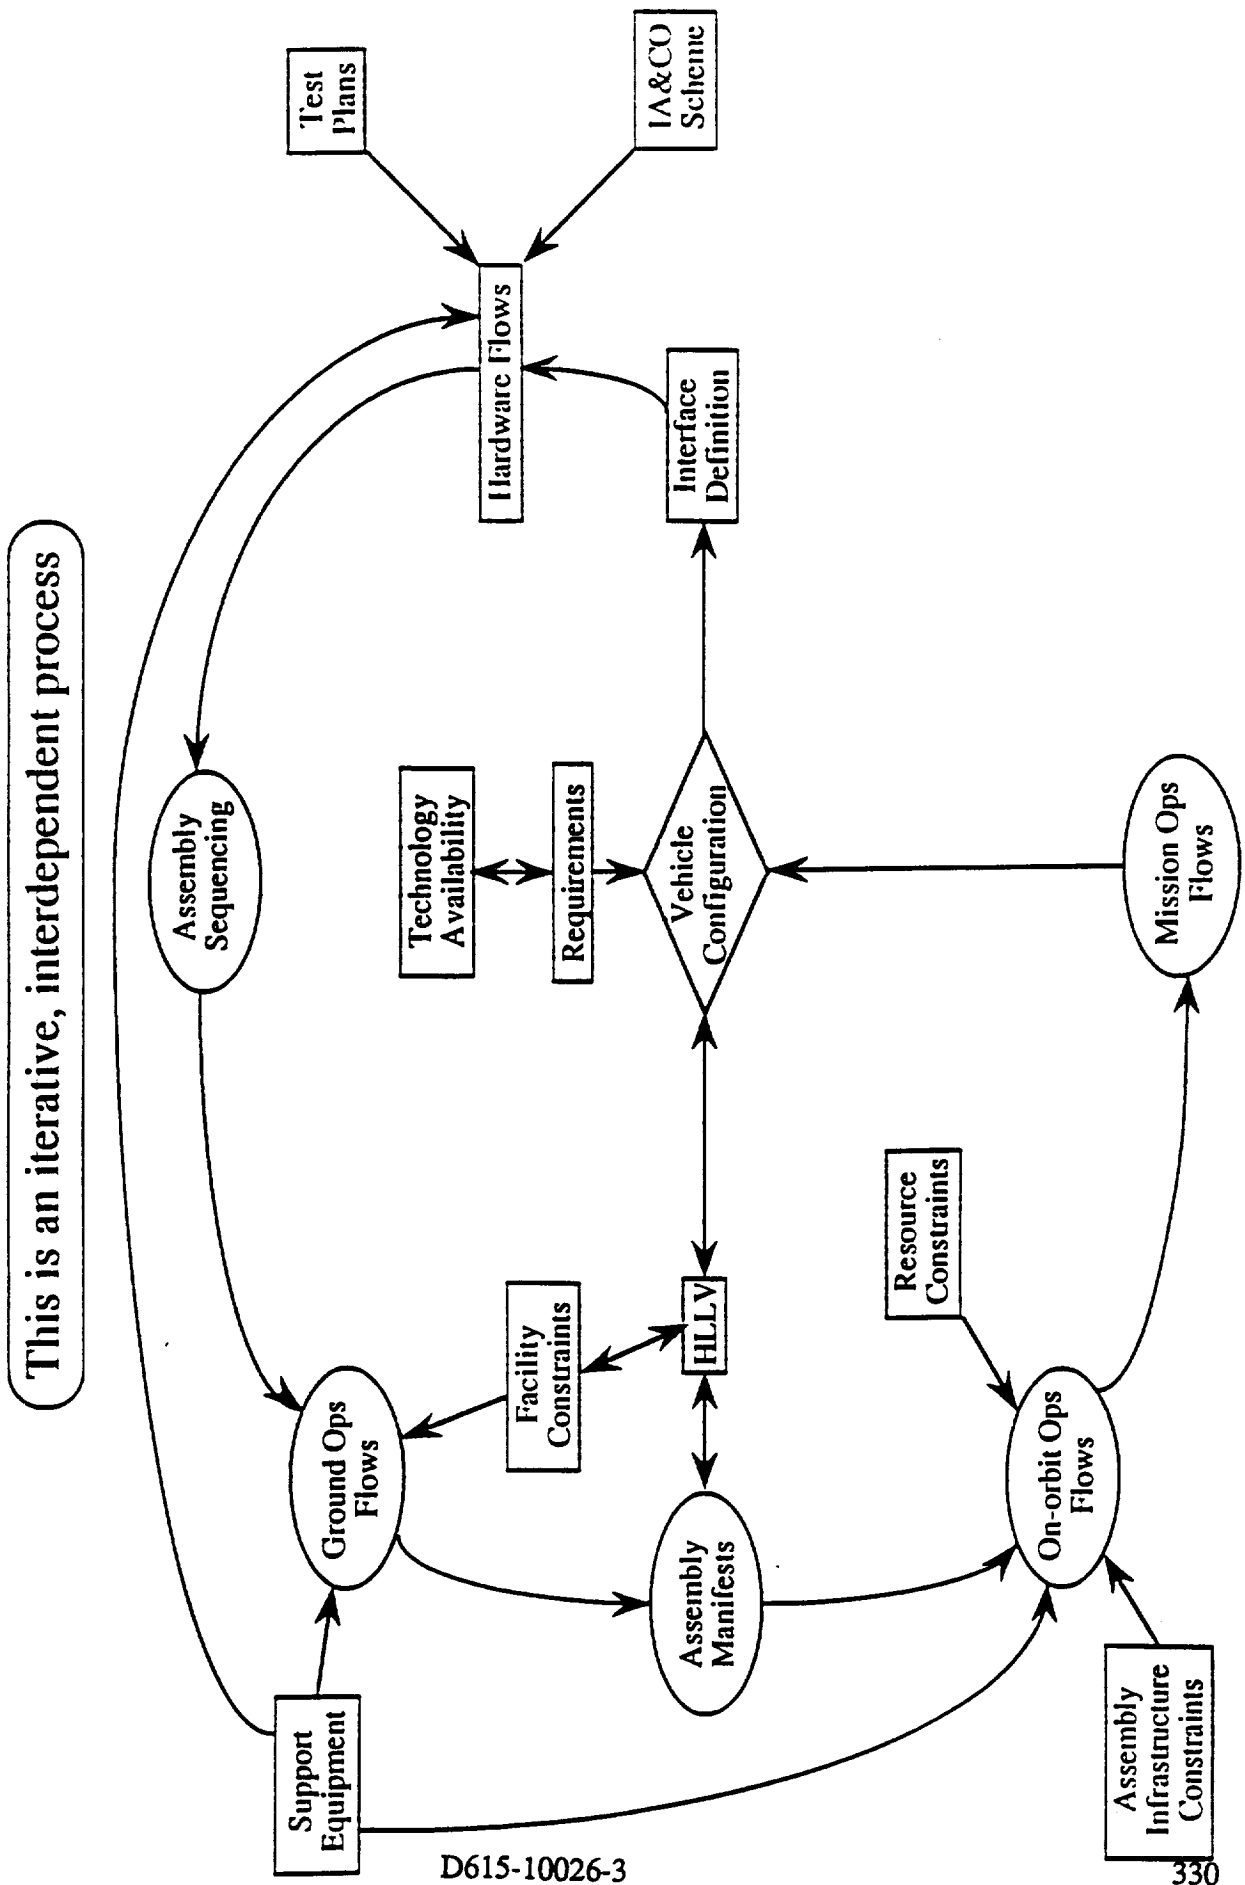 This is an iterative, interdependent process
Support
Equipment
Ground Ops
Flows
Assembly
Sequencing
Test
Plans
Facility
Constraints
Technology
Availability
Requirements
Hardware Flows
IA&CO
Scheme
Assembly
Manifests
HLLV
Vehicle
Configuration
Interface
Definition
Resource
Constraints
On-orbit Ops
Flows
Assembly
Infrastructure
Constraints
Mission Ops
Flows
D615-10026-3
330